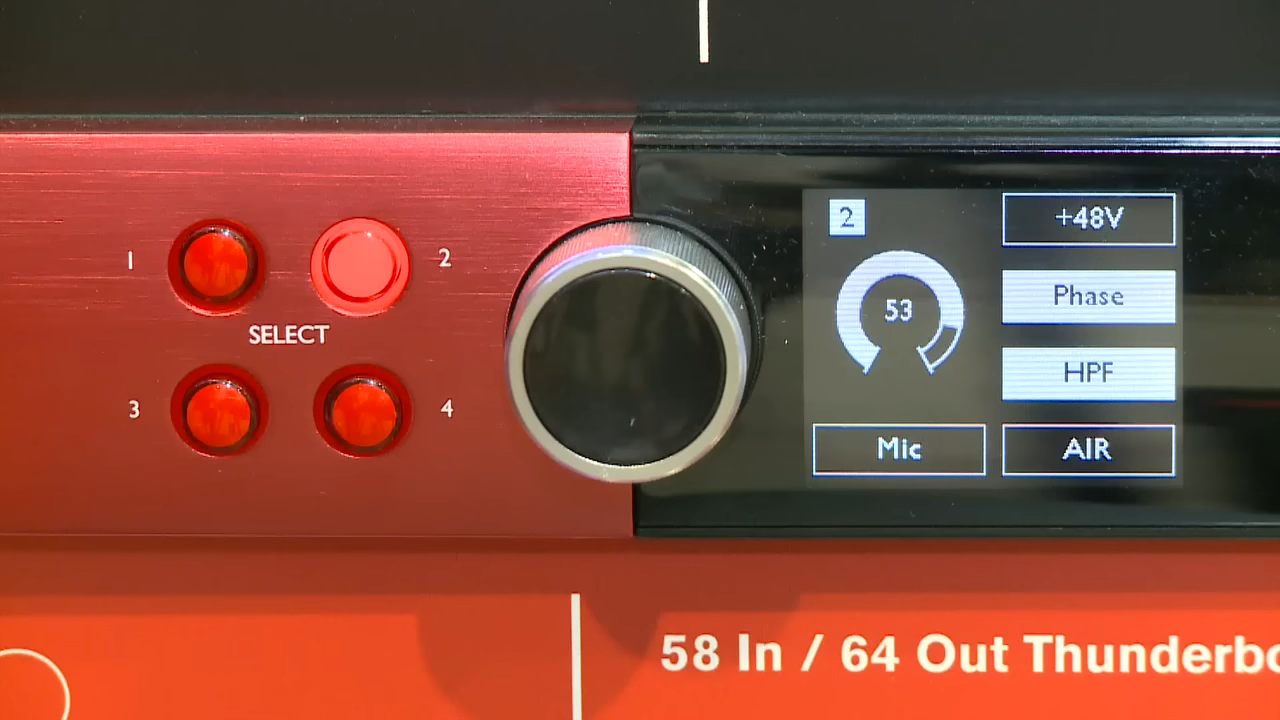 1
2
SELECT
3
4
2
53
Mic
+48V
Phase
HPF
AIR
58 In / 64 Out Thunderbo